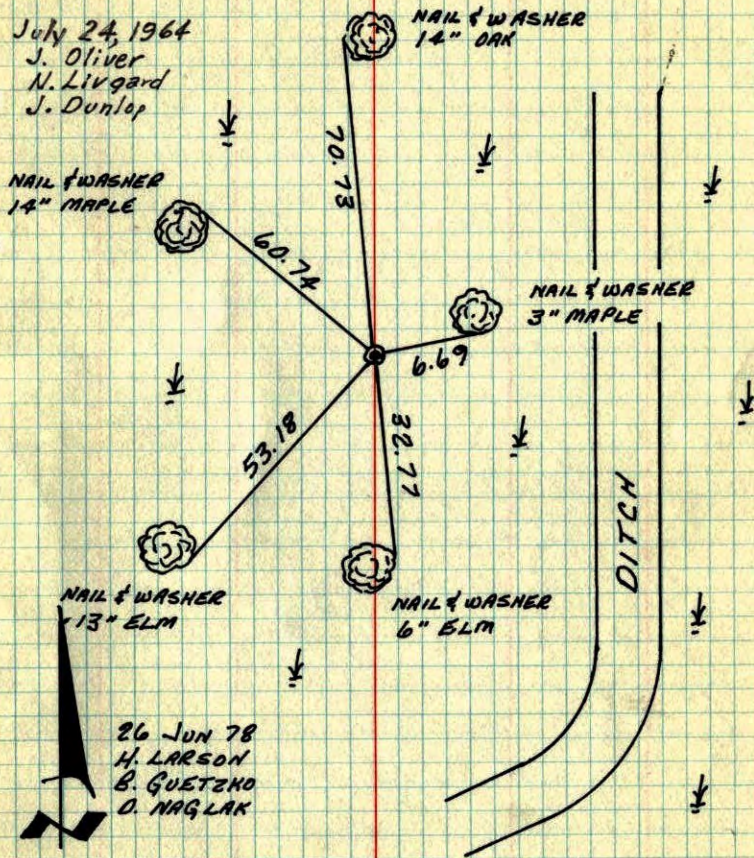 July 24, 1964
J. Oliver
N. Livgard
J. Dunlop
NAIL & WASHER
14" OAK
70.73
NAIL & WASHER
14" MAPLE
60.74
NAIL & WASHER
3" MAPLE
6.69
53.18
32.77
DITCH
NAIL & WASHER
13" ELM
NAIL & WASHER
6" ELM
26 JUN 78
H. LARSON
B. GUETZKO
D. NAGLAK
N